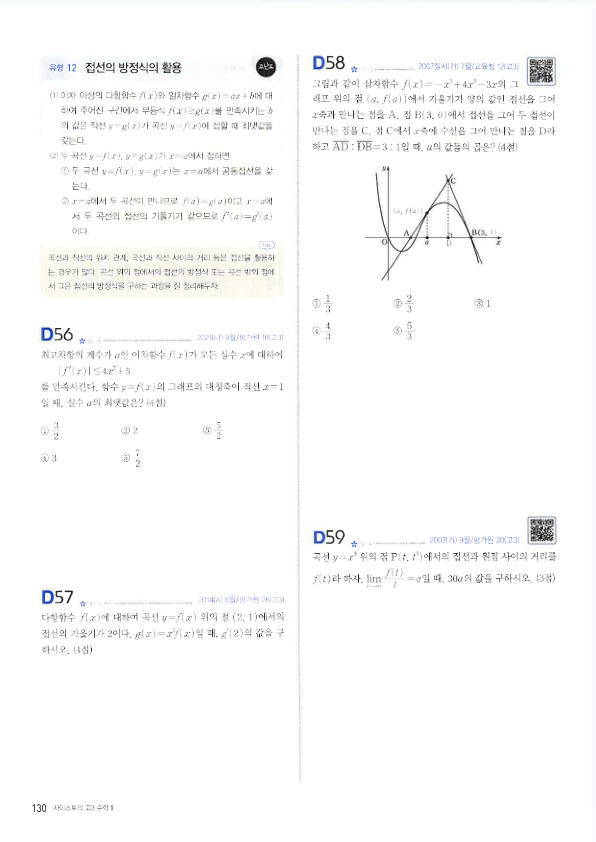 유형 12 접선의 방정식의 활용
고난도
(1) 이차 이상의 다항함수 f(x)와 일차함수 g(x)=ax+b에 대
하여 주어진 구간에서 부등식 f(x)≥g(x)를 만족시키는 b
의 값은 직선 y=g(x)가 곡선 y=f(x)에 접할 때 최댓값을
갖는다.
(2) 두 곡선 y=f(x), y=g(x)가 x=a에서 접하면
① 두 곡선 y=f(x), y=g(x)는 x=a에서 공통접선을 갖
는다.
② x=a에서 두 곡선이 만나므로 f(a)=g(a)이고 x=a에
서 두 곡선의 접선의 기울기가 같으므로 f'(a)=g'(a)
이다.
곡선과 직선의 위치 관계, 곡선과 직선 사이의 거리 등은 접선을 활용하
는 경우가 많다. 곡선 위의 점에서의 접선의 방정식 또는 곡선 밖의 점에
서 그은 접선의 방정식을 구하는 과정을 잘 정리해두자.
D56
2021(나) 9월/평가원 18(고3)
최고차항의 계수가 a인 이차함수 f(x)가 모든 실수 x에 대하여
|f'(x)|≤4x²+5
를 만족시킨다. 함수 y=f(x)의 그래프의 대칭축이 직선 x=1
일 때, 실수 a의 최댓값은? (4점)
① 3/2 ② 2 ③ 5/2
④ 3 ⑤ 7/2
D57
2014(A) 6월/평가원 26(고3)
다항함수 f(x)에 대하여 곡선 y=f(x) 위의 점 (2, 1)에서의
접선의 기울기가 2이다. g(x)=x³f(x)일 때, g'(2)의 값을 구
하시오. (4점)
D58
2007실시(가) 7월/교육청 12(고3)
그림과 같이 삼차함수 f(x)=-x³+4x²-3x의 그
래프 위의 점 (a, f(a))에서 기울기가 양의 값인 접선을 그어
x축과 만나는 점을 A, 점 B(3, 0)에서 접선을 그어 두 접선이
만나는 점을 C, 점 C에서 x축에 수선을 그어 만나는 점을 D라
하고 AD : DB=3 : 1일 때, a의 값들의 곱은? (4점)
y
C
(a, f(a))
O A a D B(3, 0) x
① 1/3 ② 2/3 ③ 1
④ 4/3 ⑤ 5/3
D59
2007(가) 9월/평가원 20(고3)
곡선 y=x³ 위의 점 P(t, t³)에서의 접선과 원점 사이의 거리를
f(t)라 하자. lim f(t)/t=α일 때, 30α의 값을 구하시오. (3점)
130 자이스토리 고3 수학 II